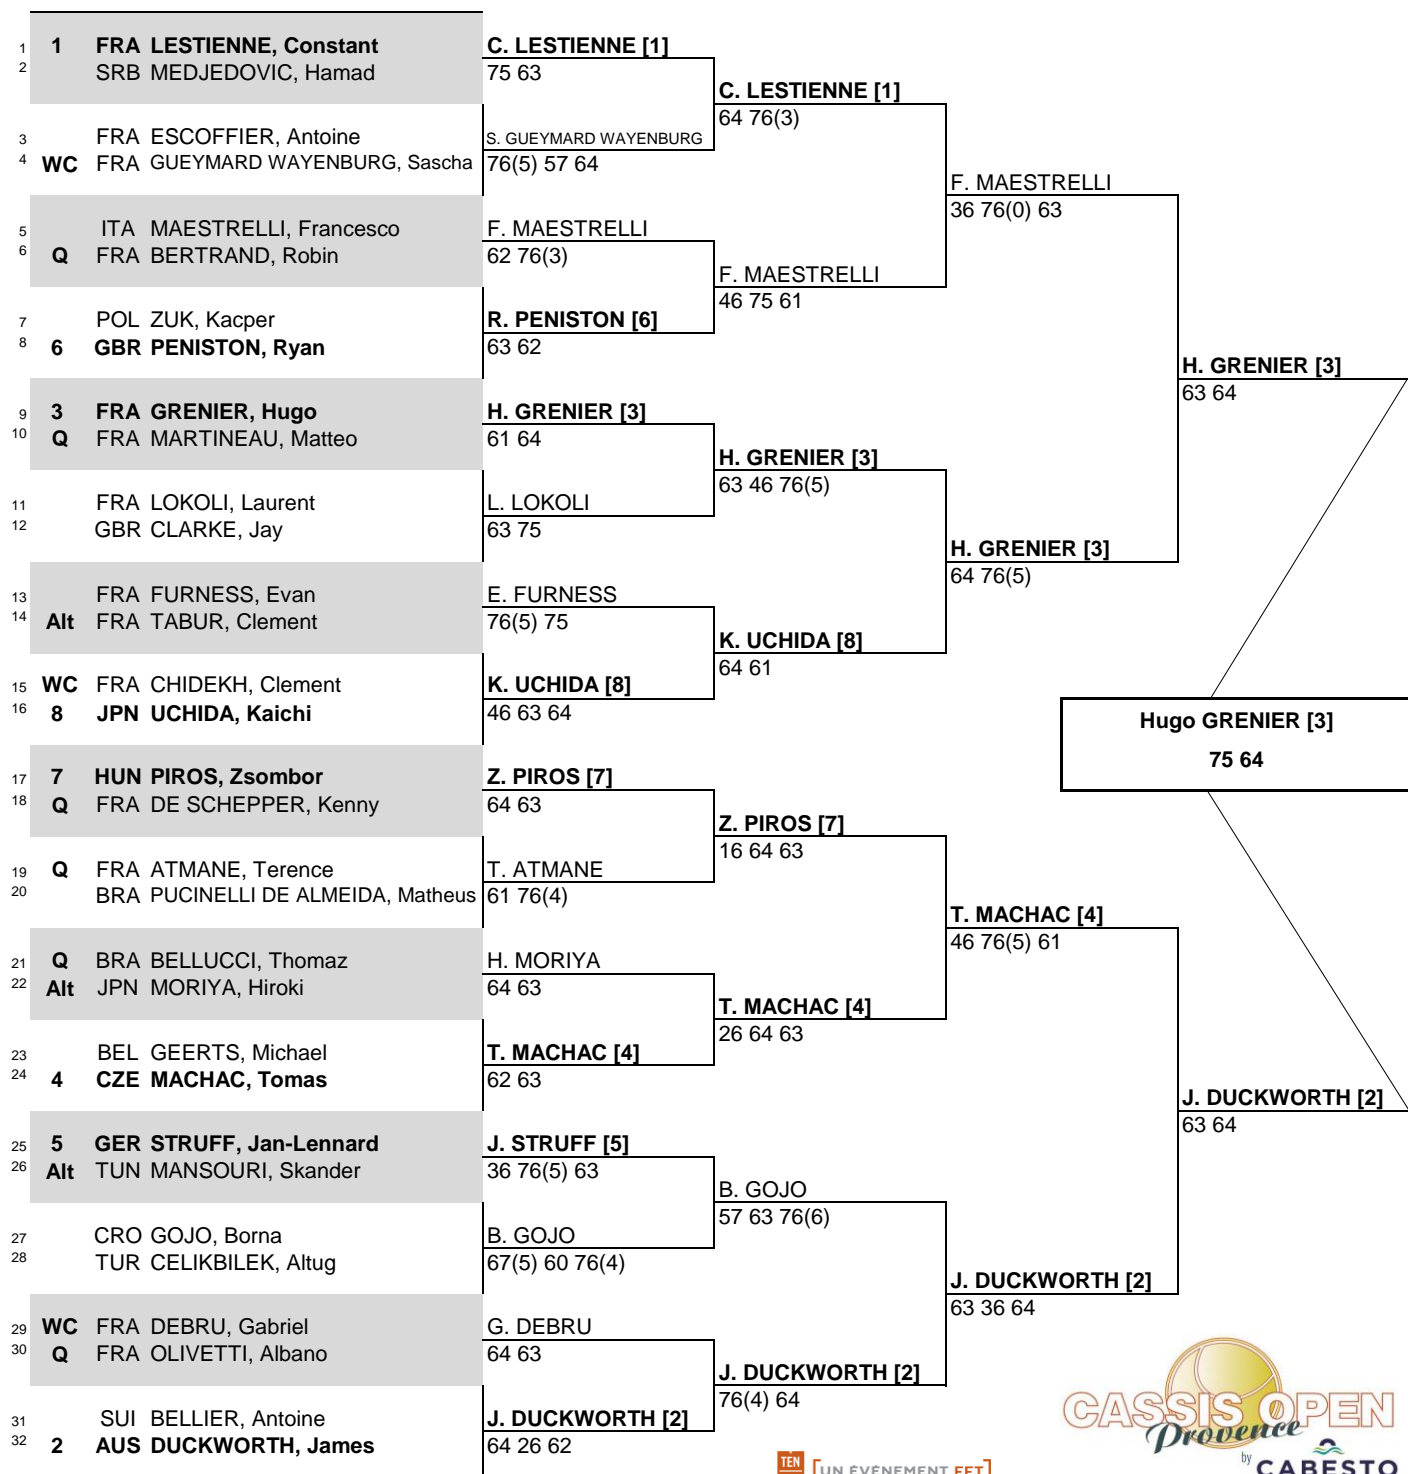 1 1 FRA LESTIENNE, Constant
2 SRB MEDJEDOVIC, Hamad
3 FRA ESCOFFIER, Antoine
4 WC FRA GUEYMARD WAYENBURG, Sascha
5 ITA MAESTRELLI, Francesco
6 Q FRA BERTRAND, Robin
7 POL ZUK, Kacper
8 6 GBR PENISTON, Ryan
9 3 FRA GRENIER, Hugo
10 Q FRA MARTINEAU, Matteo
11 FRA LOKOLI, Laurent
12 GBR CLARKE, Jay
13 FRA FURNESS, Evan
14 Alt FRA TABUR, Clement
15 WC FRA CHIDEKH, Clement
16 8 JPN UCHIDA, Kaichi
17 7 HUN PIROS, Zsombor
18 Q FRA DE SCHEPPER, Kenny
19 Q FRA ATMANE, Terence
20 BRA PUCINELLI DE ALMEIDA, Matheus
21 Q BRA BELLUCCI, Thomaz
22 Alt JPN MORIYA, Hiroki
23 BEL GEERTS, Michael
24 4 CZE MACHAC, Tomas
25 5 GER STRUFF, Jan-Lennard
26 Alt TUN MANSOURI, Skander
27 CRO GOJO, Borna
28 TUR CELIKBILEK, Altug
29 WC FRA DEBRU, Gabriel
30 Q FRA OLIVETTI, Albano
31 SUI BELLIER, Antoine
32 2 AUS DUCKWORTH, James
C. LESTIENNE [1]
75 63
S. GUEYMARD WAYENBURG
76(5) 57 64
F. MAESTRELLI
62 76(3)
R. PENISTON [6]
63 62
H. GRENIER [3]
61 64
L. LOKOLI
63 75
E. FURNESS
76(5) 75
K. UCHIDA [8]
46 63 64
Z. PIROS [7]
64 63
T. ATMANE
61 76(4)
H. MORIYA
64 63
T. MACHAC [4]
62 63
J. STRUFF [5]
36 76(5) 63
B. GOJO
67(5) 60 76(4)
G. DEBRU
64 63
J. DUCKWORTH [2]
64 26 62
C. LESTIENNE [1]
64 76(3)
F. MAESTRELLI
46 75 61
H. GRENIER [3]
63 46 76(5)
K. UCHIDA [8]
64 61
Z. PIROS [7]
16 64 63
T. MACHAC [4]
26 64 63
B. GOJO
57 63 76(6)
J. DUCKWORTH [2]
76(4) 64
F. MAESTRELLI
36 76(0) 63
H. GRENIER [3]
64 76(5)
T. MACHAC [4]
46 76(5) 61
J. DUCKWORTH [2]
63 36 64
H. GRENIER [3]
63 64
J. DUCKWORTH [2]
63 64
Hugo GRENIER [3]
75 64
TEN
UN ÉVÉNEMENT FFT
CASSIS OPEN
Provence
by CABESTO